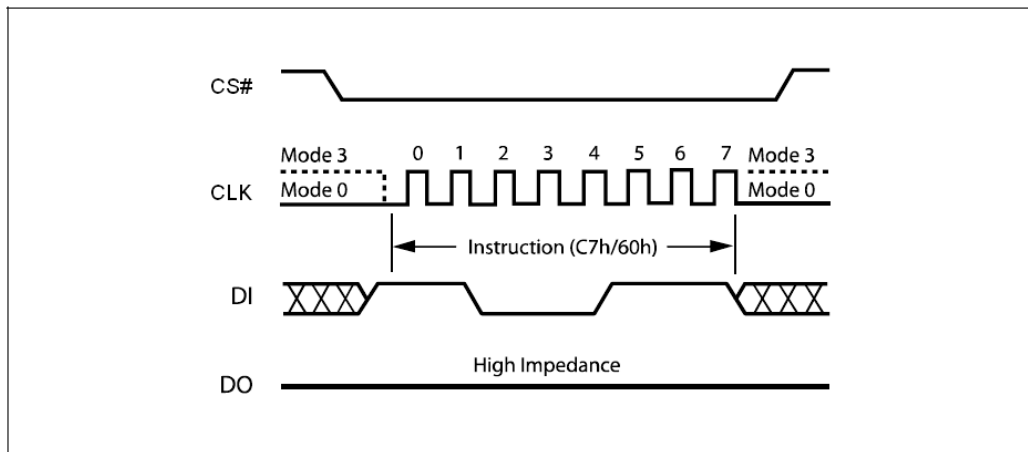 CS#
Mode 3 0 1 2 3 4 5 6 7 Mode 3
CLK Mode 0 Mode 0
Instruction (C7h/60h)
DI
High Impedance
DO